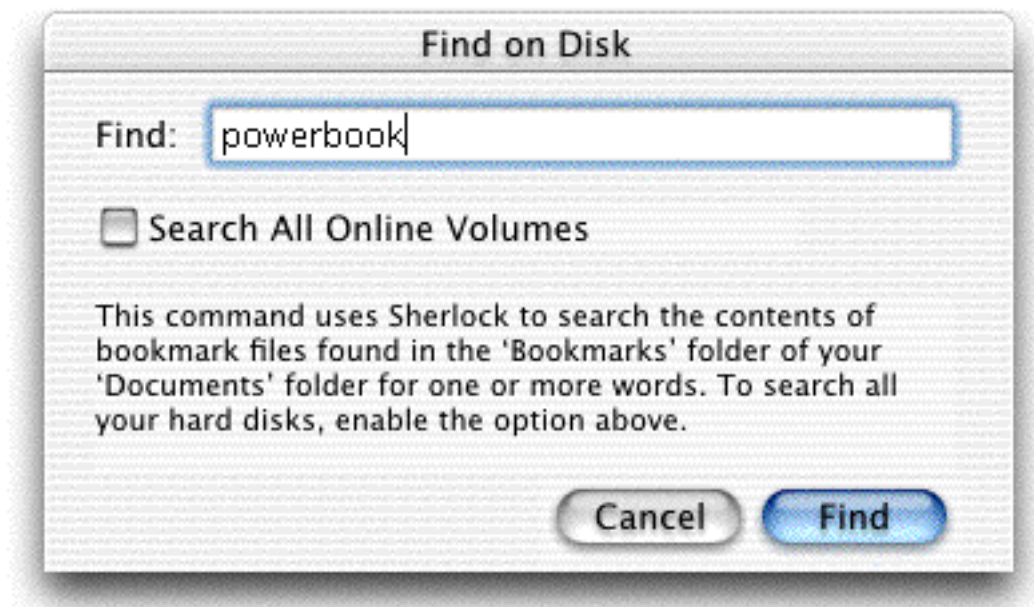 Find on Disk
Find: powerbook
Search All Online Volumes
This command uses Sherlock to search the contents of
bookmark files found in the ‘Bookmarks’ folder of your
‘Documents’ folder for one or more words. To search all
your hard disks, enable the option above.
Cancel Find